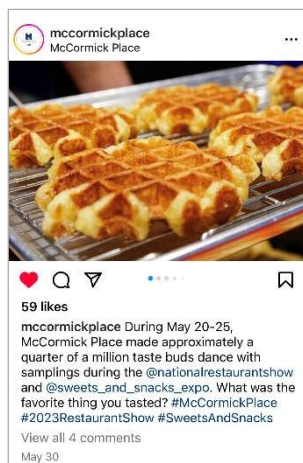 mccormickplace
McCormick Place
59 likes
mccormickplace During May 20-25,
McCormick Place made approximately a
quarter of a million taste buds dance with
samplings during the @nationalrestaurantshow
and @sweets_and_snacks_expo. What was the
favorite thing you tasted? #McCormickPlace
#2023RestaurantShow #SweetsAndSnacks
View all 4 comments
May 30